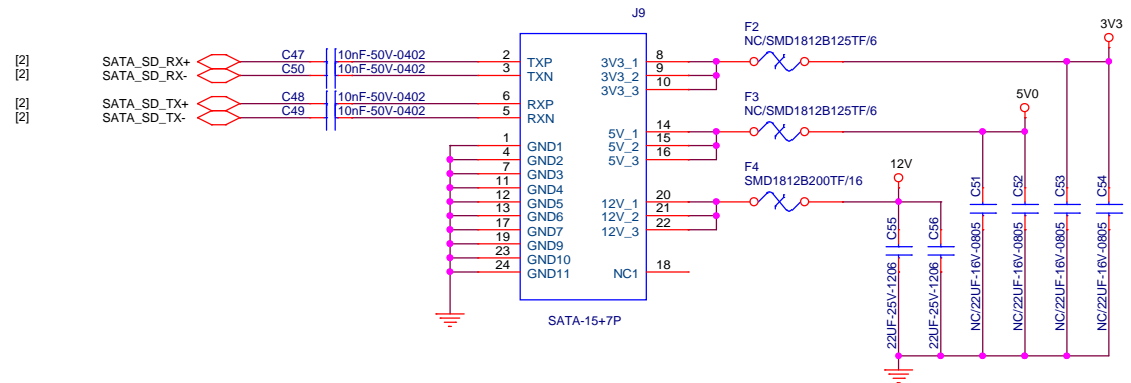 J9
F2
NC/SMD1812B125TF/6
3V3
[2] SATA_SD_RX+ C47 10nF-50V-0402 2 TXP 3V3_1 8
[2] SATA_SD_RX- C50 10nF-50V-0402 3 TXN 3V3_2 9
3V3_3 10
[2] SATA_SD_TX+ C48 10nF-50V-0402 6 RXP
[2] SATA_SD_TX- C49 10nF-50V-0402 5 RXN
F3
NC/SMD1812B125TF/6
5V0
5V_1 14
1 GND1 5V_2 15
4 GND2 5V_3 16
7 GND3
11 GND4
F4
SMD1812B200TF/16
12V
12 GND5 12V_1 20
13 GND6 12V_2 21
17 GND7 12V_3 22
19 GND9
23 GND10
24 GND11 NC1 18
SATA-15+7P
C55
22UF-25V-1206
C56
22UF-25V-1206
C51
NC/22UF-16V-0805
C52
NC/22UF-16V-0805
C53
NC/22UF-16V-0805
C54
NC/22UF-16V-0805